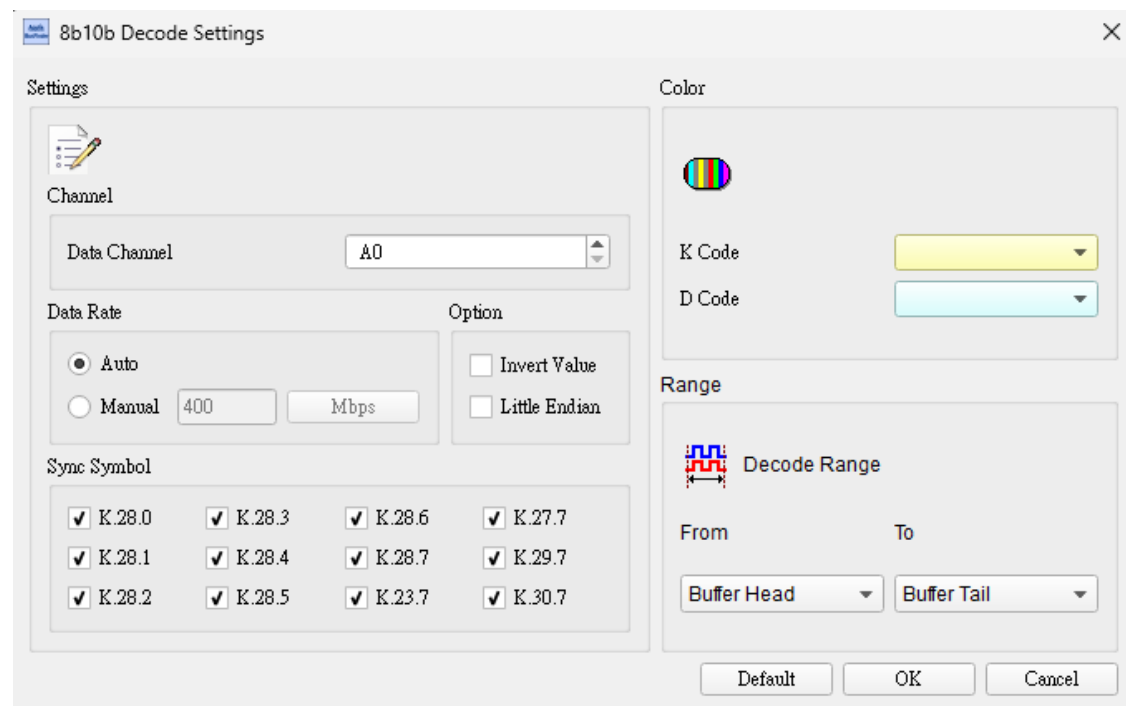 8b10b Decode Settings
Settings
Channel
Data Channel A0
Data Rate
Auto
Manual 400 Mbps
Option
Invert Value
Little Endian
Sync Symbol
K.28.0 K.28.3 K.28.6 K.27.7
K.28.1 K.28.4 K.28.7 K.29.7
K.28.2 K.28.5 K.23.7 K.30.7
Color
K Code
D Code
Range
Decode Range
From To
Buffer Head Buffer Tail
Default OK Cancel